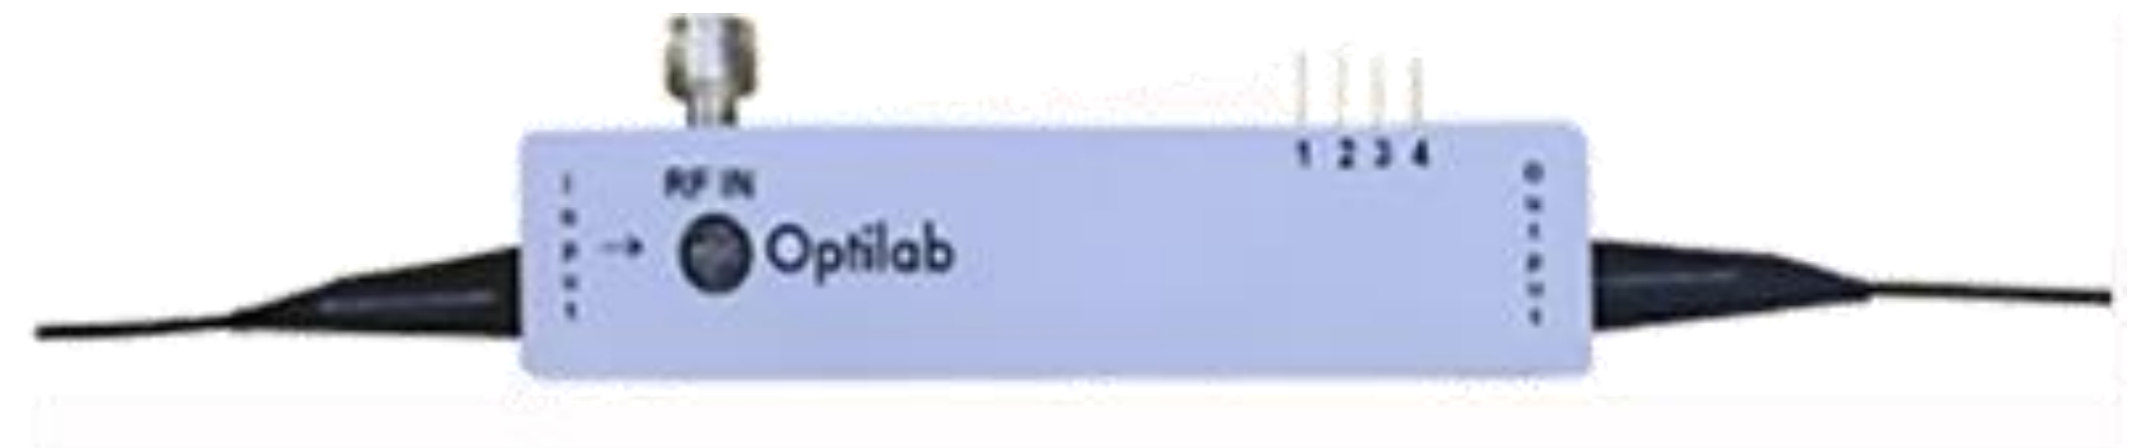 INPUT
→
RF IN
Optilab
1 2 3 4
OUTPUT